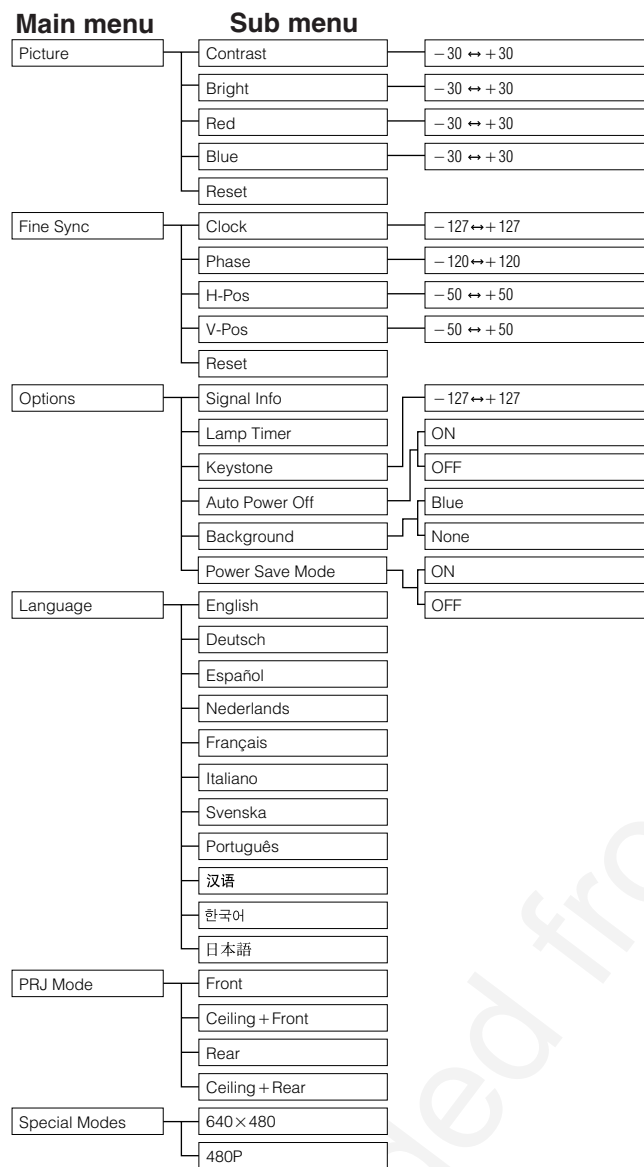 Main menu Sub menu
Picture Contrast −30 ↔ +30
Bright −30 ↔ +30
Red −30 ↔ +30
Blue −30 ↔ +30
Reset
Fine Sync Clock −127↔+127
Phase −120↔+120
H-Pos −50 ↔ +50
V-Pos −50 ↔ +50
Reset
Options Signal Info −127↔+127
Lamp Timer ON
Keystone OFF
Auto Power Off Blue
Background None
Power Save Mode ON
Language English OFF
Deutsch
Español
Nederlands
Français
Italiano
Svenska
Português
汉语
한국어
日本語
PRJ Mode Front
Ceiling+Front
Rear
Ceiling+Rear
Special Modes 640×480
480P